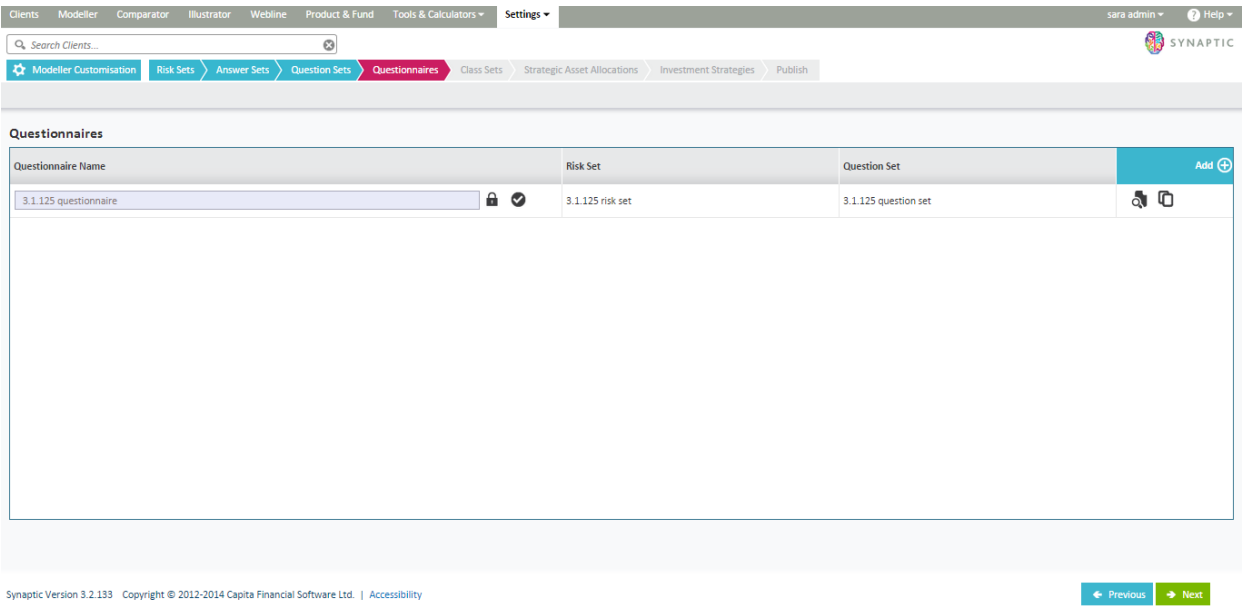 Clients Modeller Comparator Illustrator Webline Product & Fund Tools & Calculators Settings sara admin ? Help
Search Clients... SYNAPTIC
Modeller Customisation Risk Sets Answer Sets Question Sets Questionnaires Class Sets Strategic Asset Allocations Investment Strategies Publish
Questionnaires
Questionnaire Name Risk Set Question Set Add
3.1.125 questionnaire 3.1.125 risk set 3.1.125 question set
Synaptic Version 3.2.133 Copyright © 2012-2014 Capita Financial Software Ltd. | Accessibility Previous Next